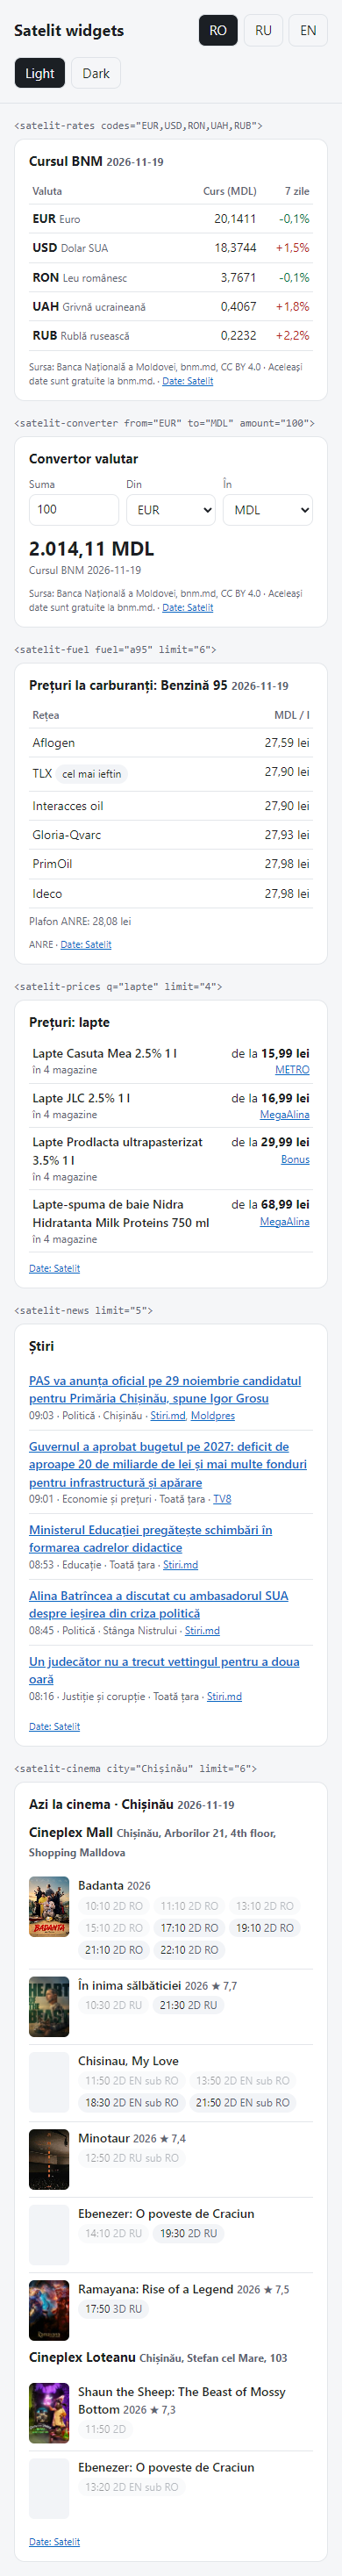 Satelit widgets
RO
RU
EN
Light
Dark
<satelit-rates codes="EUR,USD,RON,UAH,RUB">
Cursul BNM 2026-11-19
Valuta Curs (MDL) 7 zile
EUR Euro 20,1411 -0,1%
USD Dolar SUA 18,3744 +1,5%
RON Leu românesc 3,7671 -0,1%
UAH Grivnă ucraineană 0,4067 +1,8%
RUB Rublă rusească 0,2232 +2,2%
Sursa: Banca Națională a Moldovei, bnm.md, CC BY 4.0 · Aceleași
date sunt gratuite la bnm.md. · Date: Satelit
<satelit-converter from="EUR" to="MDL" amount="100">
Convertor valutar
Suma Din În
100 EUR MDL
2.014,11 MDL
Cursul BNM 2026-11-19
Sursa: Banca Națională a Moldovei, bnm.md, CC BY 4.0 · Aceleași
date sunt gratuite la bnm.md. · Date: Satelit
<satelit-fuel fuel="a95" limit="6">
Prețuri la carburanți: Benzină 95 2026-11-19
Rețea MDL / l
Aflogen 27,59 lei
TLX cel mai ieftin 27,90 lei
Interacces oil 27,90 lei
Gloria-Qvarc 27,93 lei
PrimOil 27,98 lei
Ideco 27,98 lei
Plafon ANRE: 28,08 lei
ANRE · Date: Satelit
<satelit-prices q="lapte" limit="4">
Prețuri: lapte
Lapte Casuta Mea 2.5% 1 l de la 15,99 lei
în 4 magazine METRO
Lapte JLC 2.5% 1 l de la 16,99 lei
în 4 magazine MegaAlina
Lapte Prodlacta ultrapasterizat de la 29,99 lei
3.5% 1 l Bonus
în 4 magazine
Lapte-spuma de baie Nidra de la 68,99 lei
Hidratanta Milk Proteins 750 ml MegaAlina
în 4 magazine
Date: Satelit
<satelit-news limit="5">
Știri
PAS va anunța oficial pe 29 noiembrie candidatul
pentru Primăria Chișinău, spune Igor Grosu
09:03 · Politică · Chișinău · Stiri.md, Moldpres
Guvernul a aprobat bugetul pe 2027: deficit de
aproape 20 de miliarde de lei și mai multe fonduri
pentru infrastructură și apărare
09:01 · Economie și prețuri · Toată țara · TV8
Ministerul Educației pregătește schimbări în
formarea cadrelor didactice
08:53 · Educație · Toată țara · Stiri.md
Alina Batrîncea a discutat cu ambasadorul SUA
despre ieșirea din criza politică
08:45 · Politică · Stânga Nistrului · Stiri.md
Un judecător nu a trecut vettingul pentru a doua
oară
08:16 · Justiție și corupție · Toată țara · Stiri.md
Date: Satelit
<satelit-cinema city="Chișinău" limit="6">
Azi la cinema · Chișinău 2026-11-19
Cineplex Mall Chișinău, Arborilor 21, 4th floor,
Shopping Malldova
Badanta 2026
10:10 2D RO 11:10 2D RO 13:10 2D RO
15:10 2D RO 17:10 2D RO 19:10 2D RO
21:10 2D RO 22:10 2D RO
BADANTA
În inima sălbăticiei 2026 ★ 7,7
10:30 2D RU 21:30 2D RU
Chisinau, My Love
11:50 2D EN sub RO 13:50 2D EN sub RO
18:30 2D EN sub RO 21:50 2D EN sub RO
Minotaur 2026 ★ 7,4
12:50 2D RU sub RO
Ebenezer: O poveste de Craciun
14:10 2D RU 19:30 2D RU
Ramayana: Rise of a Legend 2026 ★ 7,5
17:50 3D RU
Cineplex Loteanu Chișinău, Stefan cel Mare, 103
Shaun the Sheep: The Beast of Mossy
Bottom 2026 ★ 7,3
11:50 2D
Ebenezer: O poveste de Craciun
13:20 2D EN sub RO
Date: Satelit